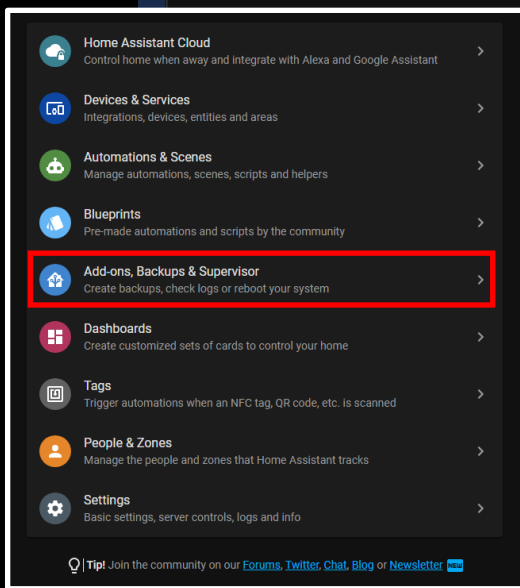 Home Assistant Cloud
Control home when away and integrate with Alexa and Google Assistant
Devices & Services
Integrations, devices, entities and areas
Automations & Scenes
Manage automations, scenes, scripts and helpers
Blueprints
Pre-made automations and scripts by the community
Add-ons, Backups & Supervisor
Create backups, check logs or reboot your system
Dashboards
Create customized sets of cards to control your home
Tags
Trigger automations when an NFC tag, QR code, etc. is scanned
People & Zones
Manage the people and zones that Home Assistant tracks
Settings
Basic settings, server controls, logs and info
Tip! Join the community on our Forums, Twitter, Chat, Blog or Newsletter NEW